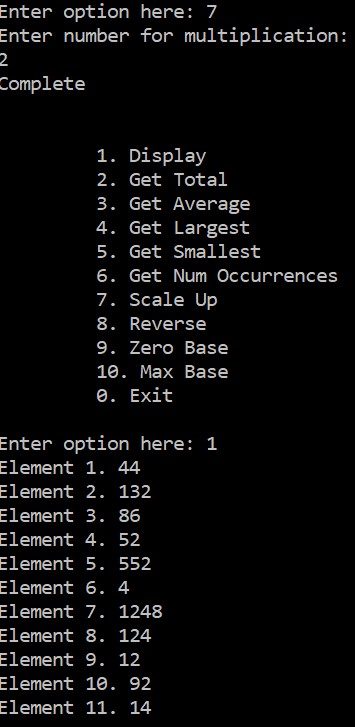 Enter option here: 7
Enter number for multiplication:
2
Complete
1. Display
2. Get Total
3. Get Average
4. Get Largest
5. Get Smallest
6. Get Num Occurrences
7. Scale Up
8. Reverse
9. Zero Base
10. Max Base
0. Exit
Enter option here: 1
Element 1. 44
Element 2. 132
Element 3. 86
Element 4. 52
Element 5. 552
Element 6. 4
Element 7. 1248
Element 8. 124
Element 9. 12
Element 10. 92
Element 11. 14